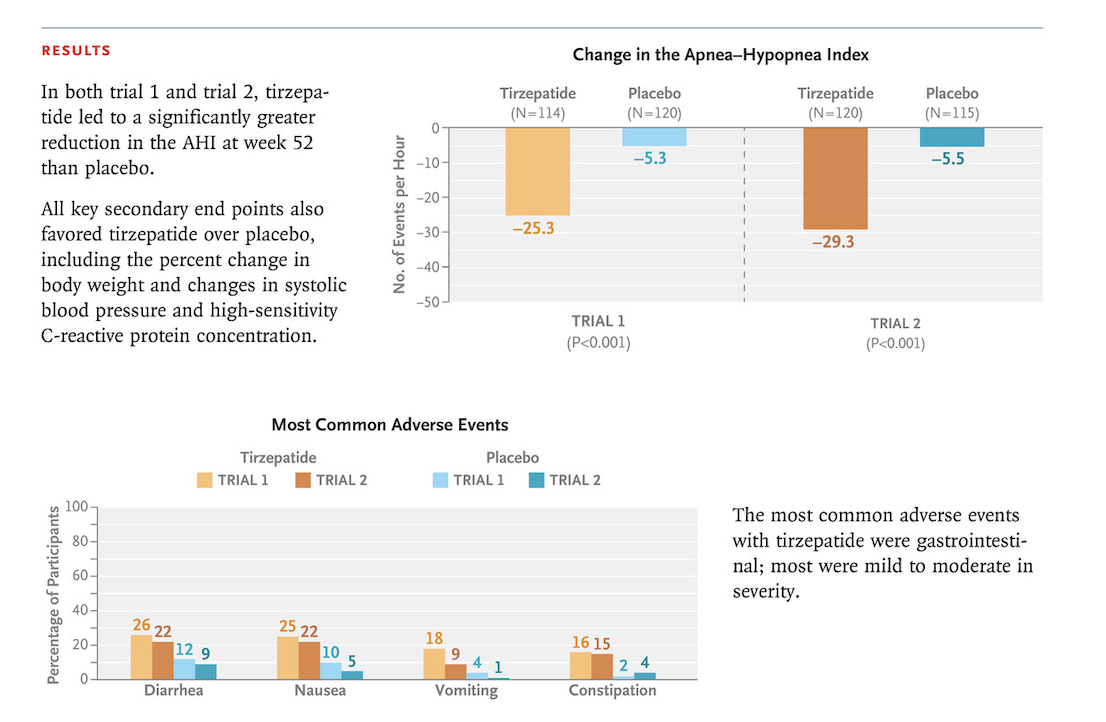 RESULTS
In both trial 1 and trial 2, tirzepa-
tide led to a significantly greater
reduction in the AHI at week 52
than placebo.
All key secondary end points also
favored tirzepatide over placebo,
including the percent change in
body weight and changes in systolic
blood pressure and high-sensitivity
C-reactive protein concentration.
Change in the Apnea–Hypopnea Index
Tirzepatide Placebo Tirzepatide Placebo
(N=114) (N=120) (N=120) (N=115)
No. of Events per Hour
0
−10
−20
−30
−40
−50
−25.3
−5.3
−29.3
−5.5
TRIAL 1 TRIAL 2
(P<0.001) (P<0.001)
Most Common Adverse Events
Tirzepatide Placebo
TRIAL 1 TRIAL 2 TRIAL 1 TRIAL 2
Percentage of Participants
100
80
60
40
20
0
26 22 12 9
25 22 10 5
18 9 4 1
16 15 2 4
Diarrhea Nausea Vomiting Constipation
The most common adverse events
with tirzepatide were gastrointesti-
nal; most were mild to moderate in
severity.